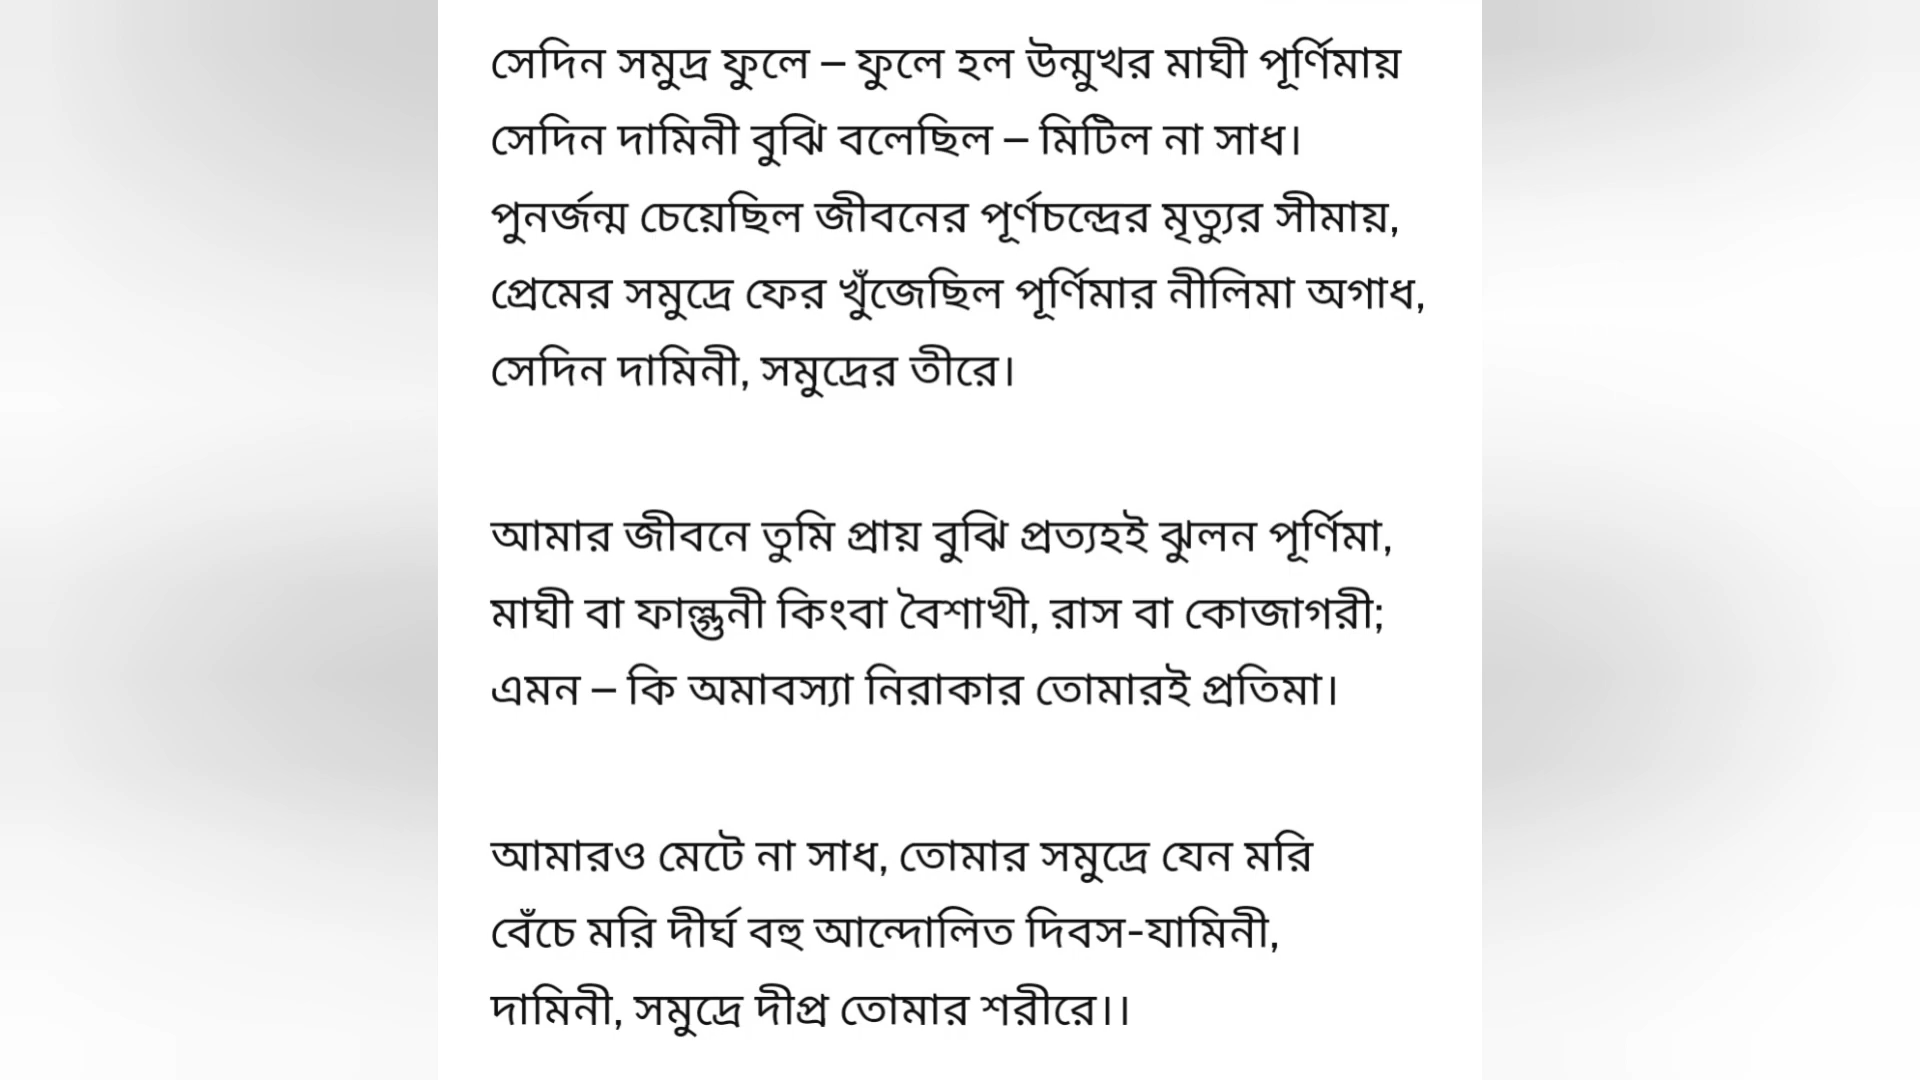 সেদিন সমুদ্র ফুলে – ফুলে হল উন্মুখর মাঘী পূর্ণিমায়
সেদিন দামিনী বুঝি বলেছিল – মিটিল না সাধ।
পুনর্জন্ম চেয়েছিল জীবনের পূর্ণচন্দ্রের মৃত্যুর সীমায়,
প্রেমের সমুদ্রে ফের খুঁজেছিল পূর্ণিমার নীলিমা অগাধ,
সেদিন দামিনী, সমুদ্রের তীরে।
আমার জীবনে তুমি প্রায় বুঝি প্রত্যহই ঝুলন পূর্ণিমা,
মাঘী বা ফাল্গুনী কিংবা বৈশাখী, রাস বা কোজাগরী;
এমন – কি অমাবস্যা নিরাকার তোমারই প্রতিমা।
আমারও মেটে না সাধ, তোমার সমুদ্রে যেন মরি
বেঁচে মরি দীর্ঘ বহু আন্দোলিত দিবস-যামিনী,
দামিনী, সমুদ্রে দীপ্র তোমার শরীরে।।